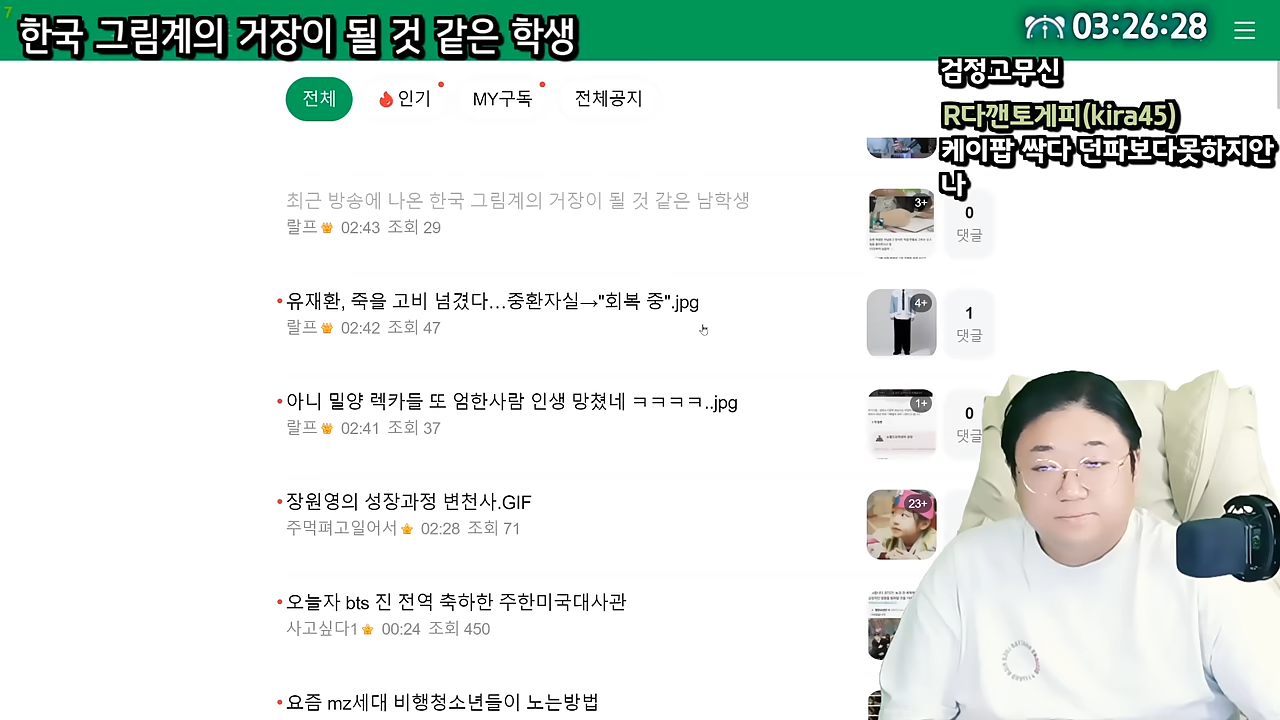 7
한국 그림계의 거장이 될 것 같은 학생
03:26:28
검정고무신
R다깬토게피(kira45)
케이팝 싹다 던파보다못하지안
나
전체
인기
MY구독
전체공지
최근 방송에 나온 한국 그림계의 거장이 될 것 같은 남학생
랄프 02:43 조회 29
3+
0
댓글
유재환, 죽을 고비 넘겼다…중환자실→"회복 중".jpg
랄프 02:42 조회 47
4+
1
댓글
아니 밀양 렉카들 또 엄한사람 인생 망쳤네 ㅋㅋㅋㅋ..jpg
랄프 02:41 조회 37
1+
0
댓글
장원영의 성장과정 변천사.GIF
주먹펴고일어서 02:28 조회 71
23+
오늘자 bts 진 전역 축하한 주한미국대사관
사고싶다1 00:24 조회 450
요즘 mz세대 비행청소년들이 노는방법